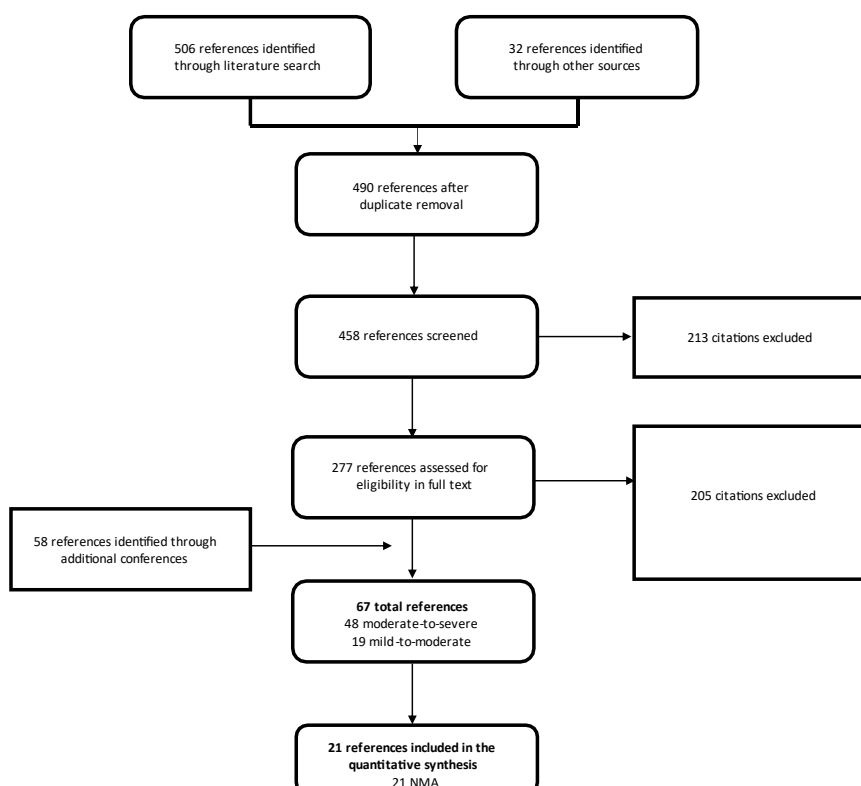 506 references identified
through literature search
32 references identified
through other sources
490 references after
duplicate removal
458 references screened
213 citations excluded
277 references assessed for
eligibility in full text
205 citations excluded
58 references identified through
additional conferences
67 total references
48 moderate-to-severe
19 mild-to-moderate
21 references included in the
quantitative synthesis
21 NMA